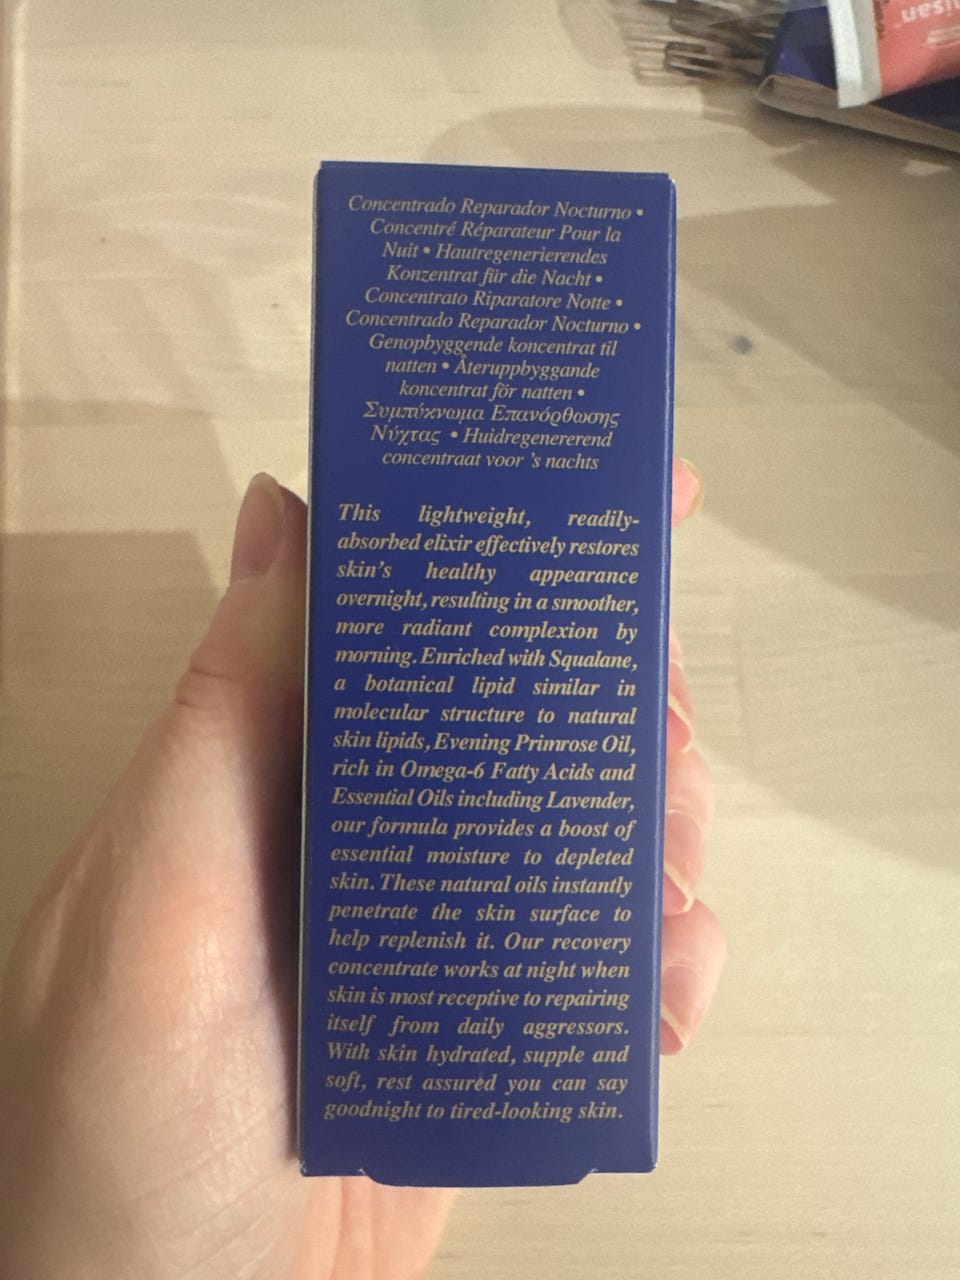 Concentrado Reparador Nocturno •
Concentré Réparateur Pour la
Nuit • Hautregenerierendes
Konzentrat für die Nacht •
Concentrato Riparatore Notte •
Concentrado Reparador Nocturno •
Genopbyggende koncentrat til
natten • Återuppbyggande
koncentrat för natten •
Συμπύκνωμα Επανόρθωσης
Νύχτας • Huidregenererend
concentraat voor 's nachts
This lightweight, readily-
absorbed elixir effectively restores
skin's healthy appearance
overnight, resulting in a smoother,
more radiant complexion by
morning. Enriched with Squalane,
a botanical lipid similar in
molecular structure to natural
skin lipids, Evening Primrose Oil,
rich in Omega-6 Fatty Acids and
Essential Oils including Lavender,
our formula provides a boost of
essential moisture to depleted
skin. These natural oils instantly
penetrate the skin surface to
help replenish it. Our recovery
concentrate works at night when
skin is most receptive to repairing
itself from daily aggressors.
With skin hydrated, supple and
soft, rest assured you can say
goodnight to tired-looking skin.